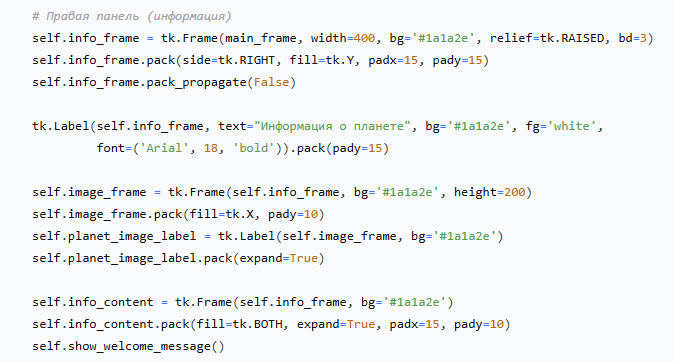 # Правая панель (информация)
self.info_frame = tk.Frame(main_frame, width=400, bg='#1a1a2e', relief=tk.RAISED, bd=3)
self.info_frame.pack(side=tk.RIGHT, fill=tk.Y, padx=15, pady=15)
self.info_frame.pack_propagate(False)
tk.Label(self.info_frame, text="Информация о планете", bg='#1a1a2e', fg='white',
font=('Arial', 18, 'bold')).pack(pady=15)
self.image_frame = tk.Frame(self.info_frame, bg='#1a1a2e', height=200)
self.image_frame.pack(fill=tk.X, pady=10)
self.planet_image_label = tk.Label(self.image_frame, bg='#1a1a2e')
self.planet_image_label.pack(expand=True)
self.info_content = tk.Frame(self.info_frame, bg='#1a1a2e')
self.info_content.pack(fill=tk.BOTH, expand=True, padx=15, pady=10)
self.show_welcome_message()